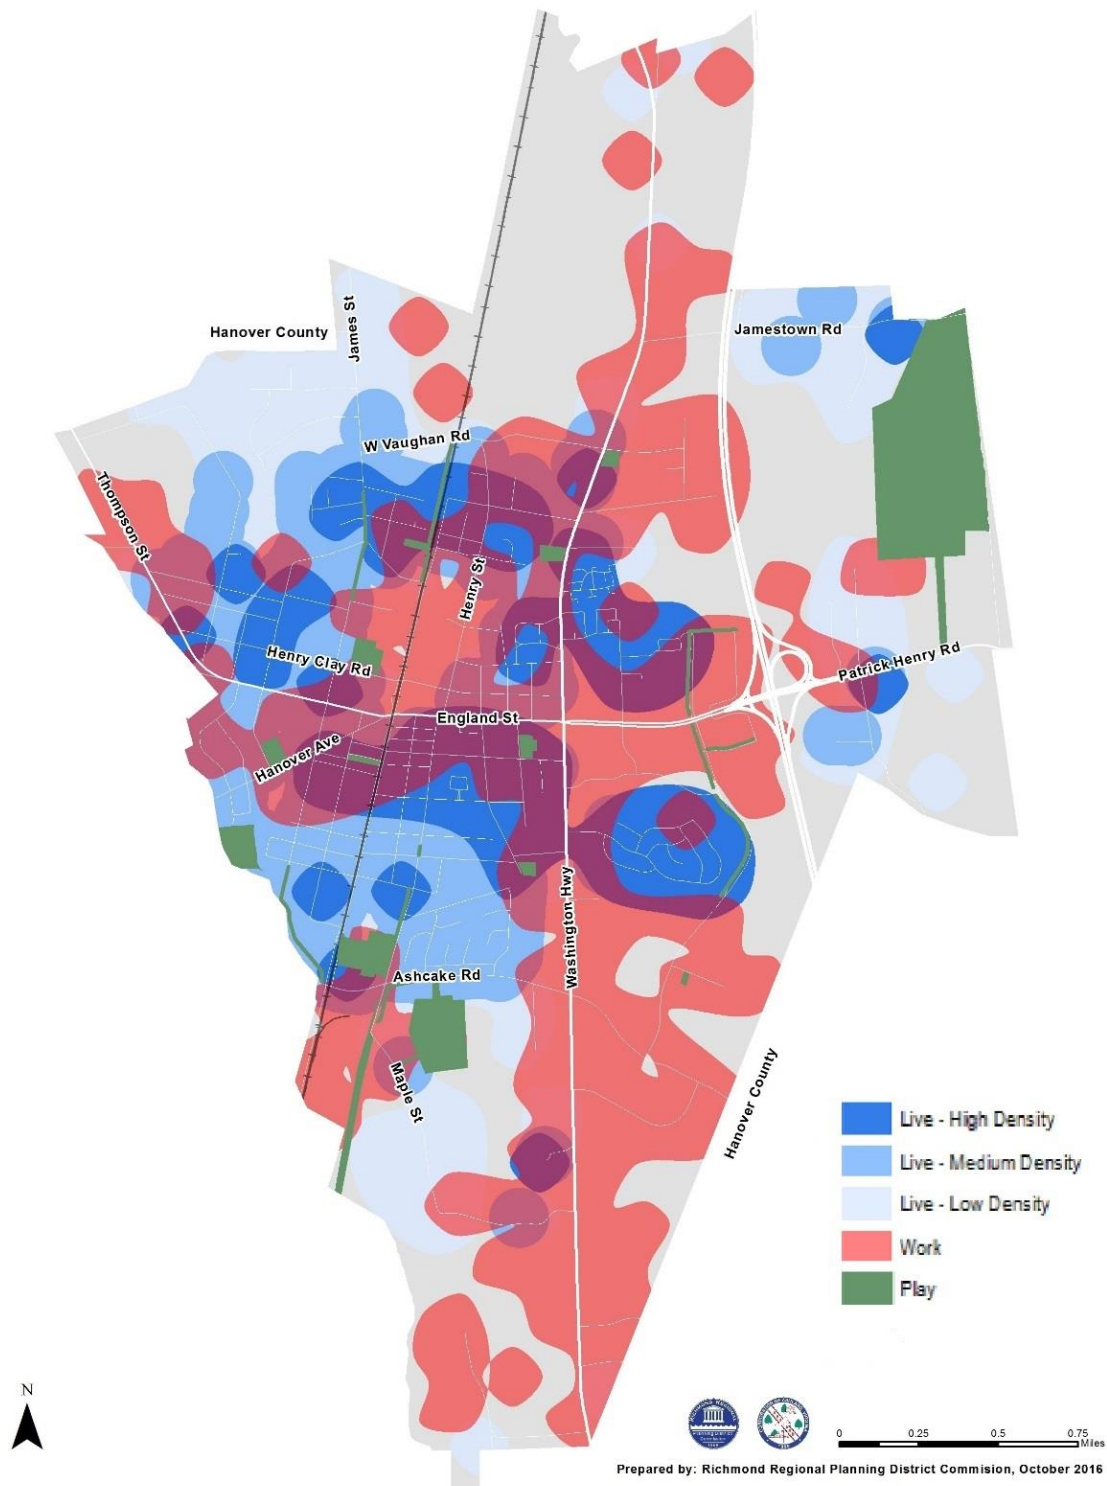 Hanover County
James St
Jamestown Rd
W Vaughan Rd
Thompson St
Henry St
Henry Clay Rd
Patrick Henry Rd
England St
Hanover Ave
Washington Hwy
Ashcake Rd
Maple St
Hanover County
Live - High Density
Live - Medium Density
Live - Low Density
Work
Play
N
0 0.25 0.5 0.75
Miles
Prepared by: Richmond Regional Planning District Commision, October 2016